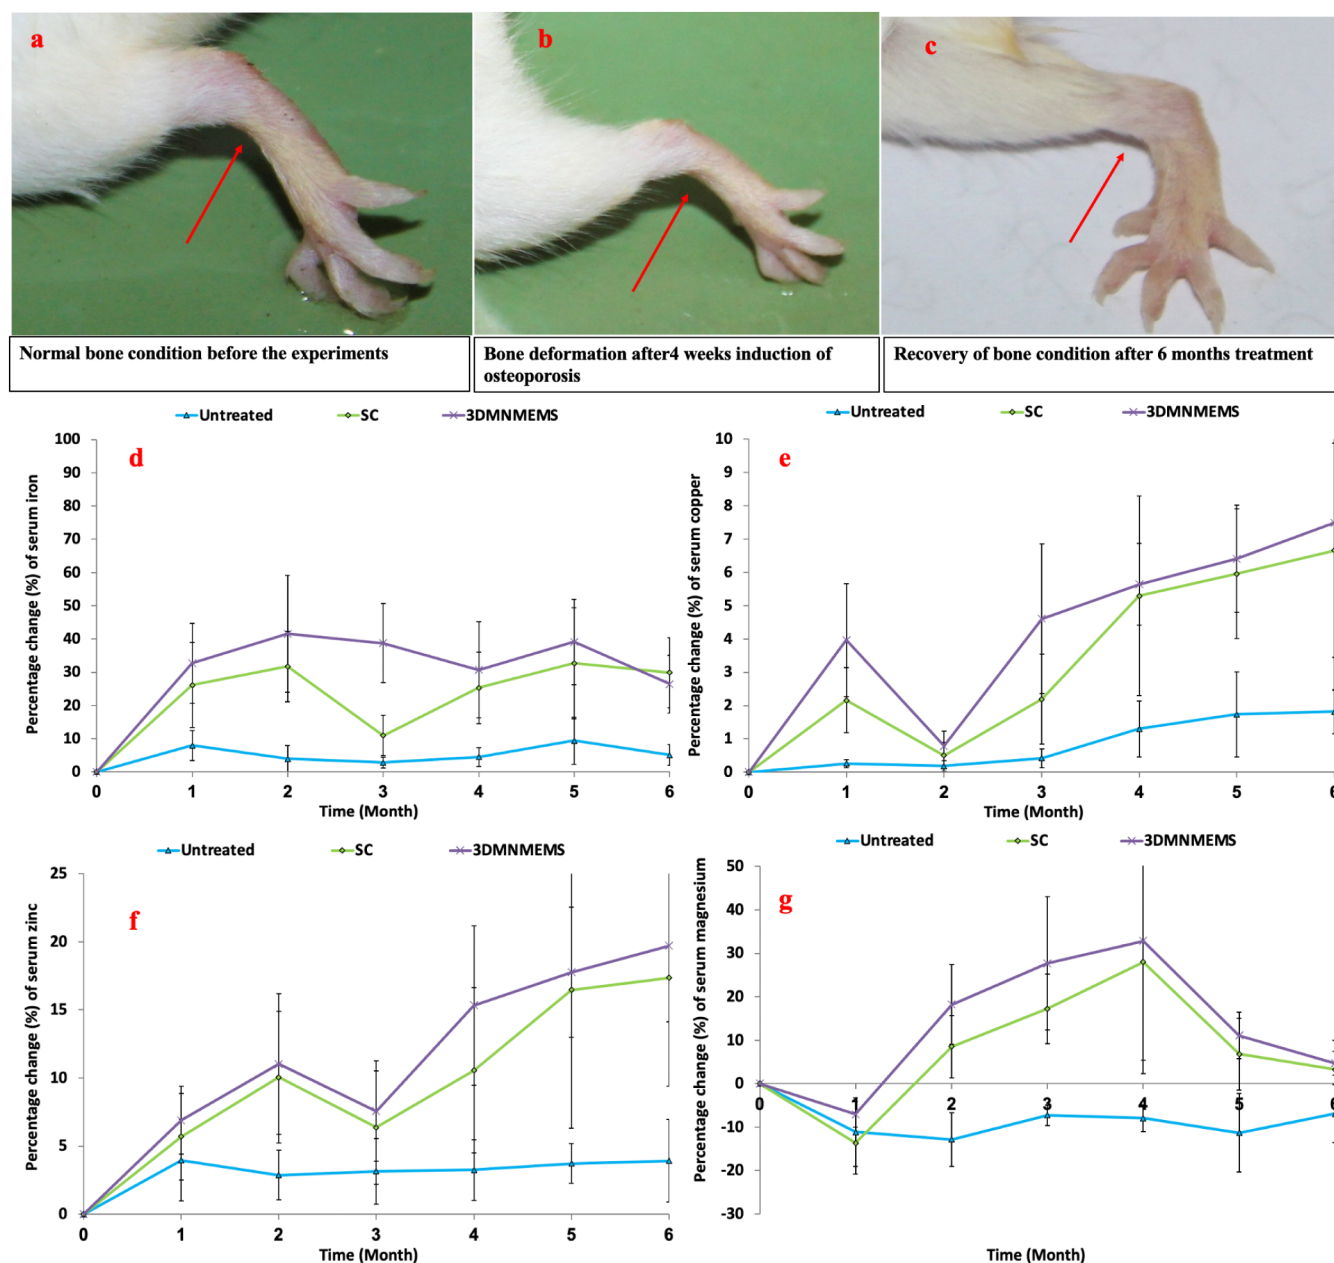 a
b
c
Normal bone condition before the experiments
Bone deformation after4 weeks induction of
osteoporosis
Recovery of bone condition after 6 months treatment
Untreated SC 3DMNMEMS
d
Percentage change (%) of serum iron
100
90
80
70
60
50
40
30
20
10
0
0 1 2 3 4 5 6
Time (Month)
Untreated SC 3DMNMEMS
e
Percentage change (%) of serum copper
10
9
8
7
6
5
4
3
2
1
0
0 1 2 3 4 5 6
Time (Month)
Untreated SC 3DMNMEMS
f
Percentage change (%) of serum zinc
25
20
15
10
5
0
0 1 2 3 4 5 6
Time (Month)
Untreated SC 3DMNMEMS
g
Percentage change (%) of serum magnesium
50
40
30
20
10
0
-10
-20
-30
0 1 2 3 4 5 6
Time (Month)